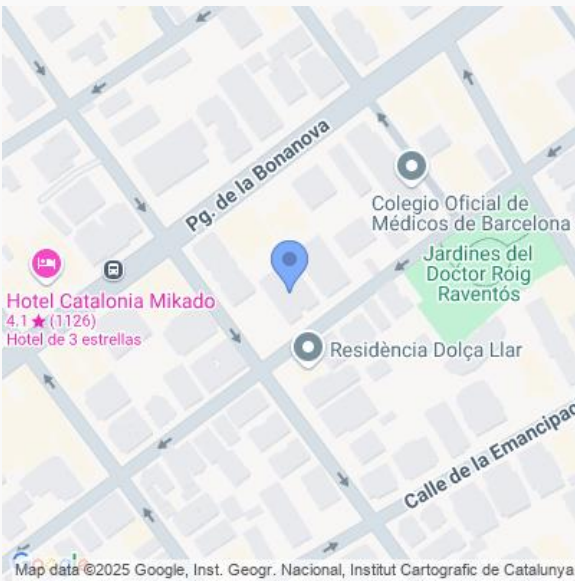 Pg. de la Bonanova
Colegio Oficial de
Médicos de Barcelona
Jardines del
Doctor Róig
Raventós
Hotel Catalonia Mikado
4.1★(1126)
Hotel de 3 estrellas
Residència Dolça Llar
Calle de la Emancipac
Google
Map data ©2025 Google, Inst. Geogr. Nacional, Institut Cartografic de Catalunya